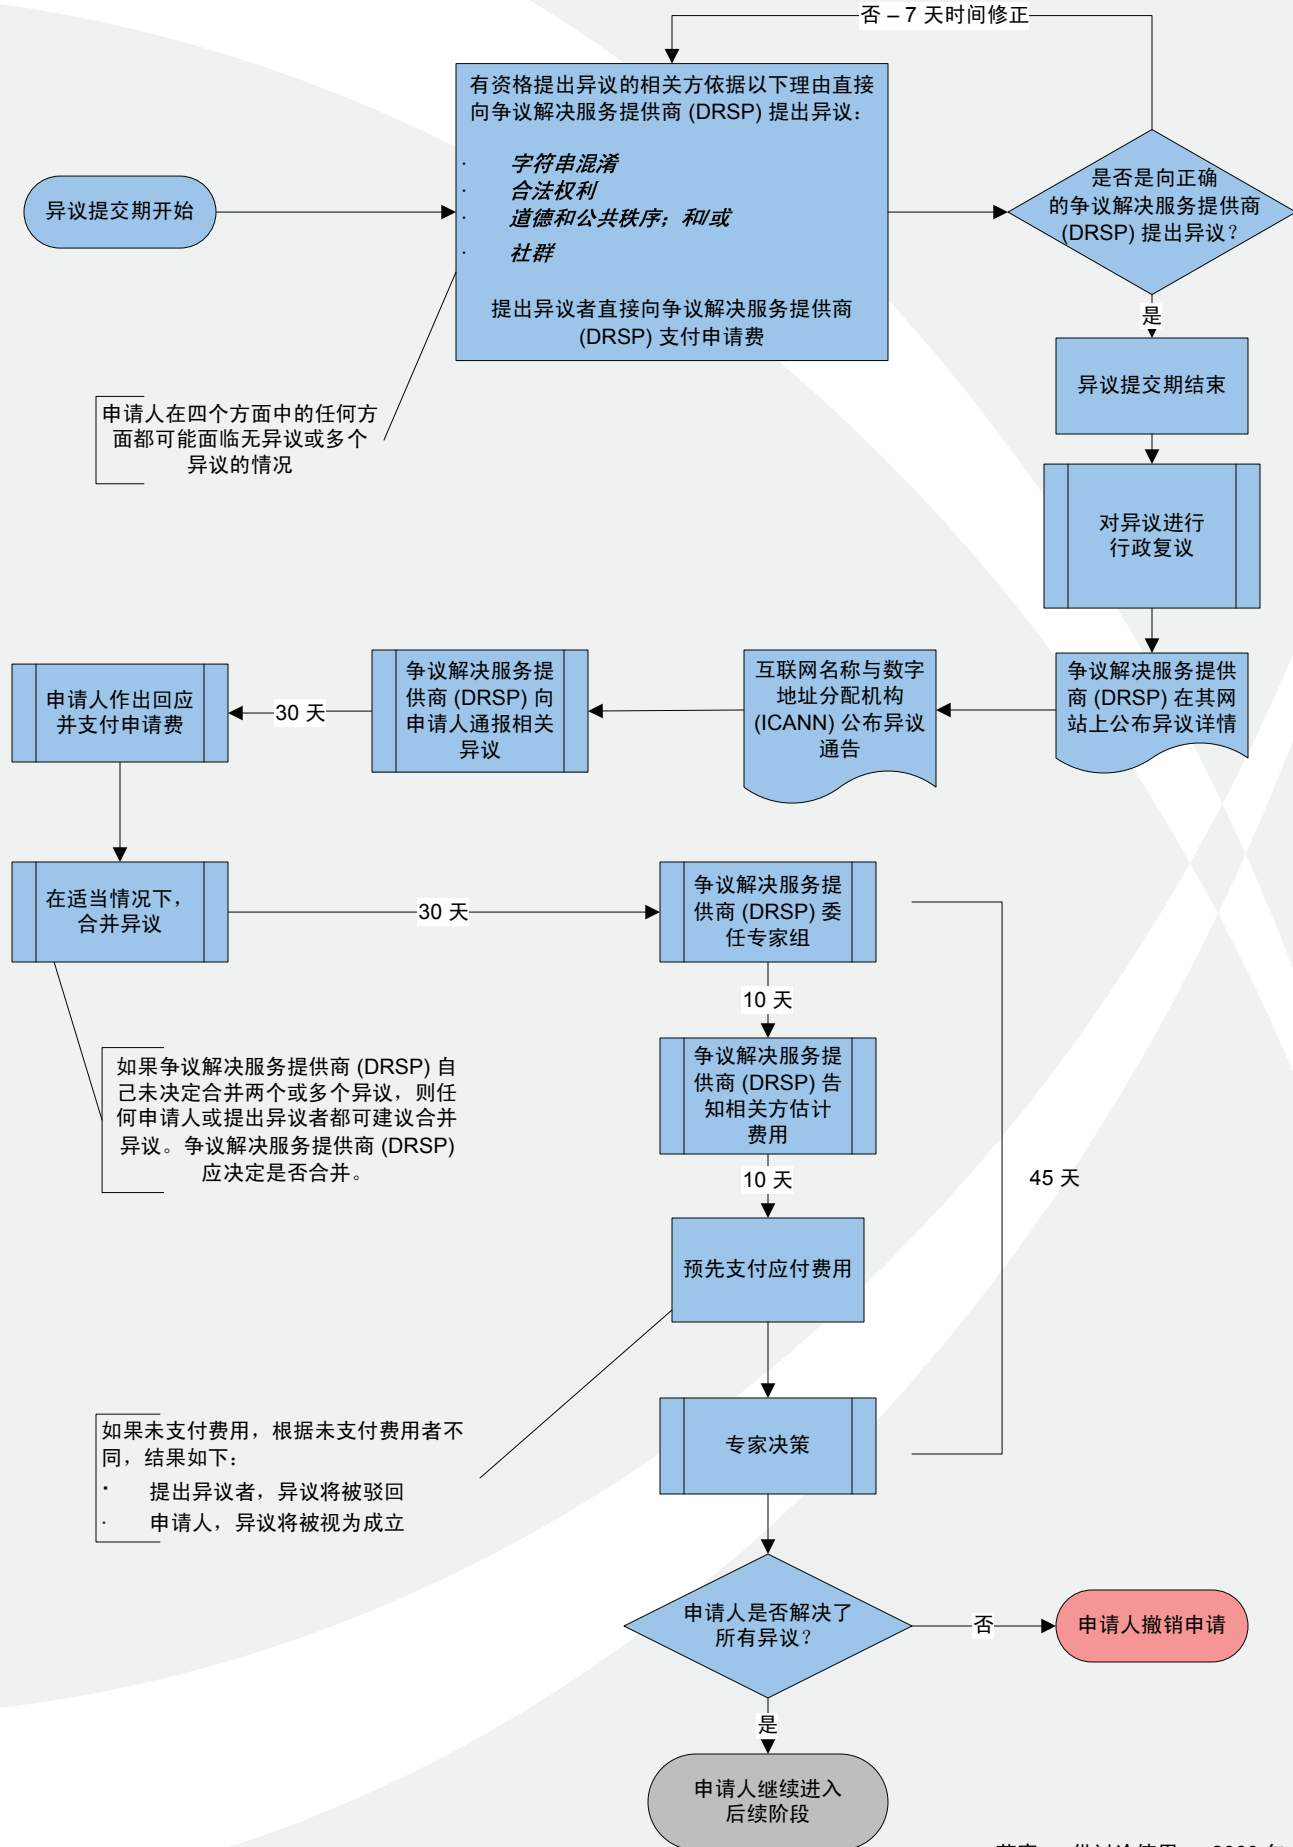 否 – 7 天时间修正
有资格提出异议的相关方依据以下理由直接
向争议解决服务提供商 (DRSP) 提出异议：
· 字符串混淆
· 合法权利
· 道德和公共秩序；和/或
· 社群
提出异议者直接向争议解决服务提供商
(DRSP) 支付申请费
异议提交期开始
是否是向正确
的争议解决服务提供商
(DRSP) 提出异议？
是
异议提交期结束
申请人在四个方面中的任何方
面都可能面临无异议或多个
异议的情况
对异议进行
行政复议
争议解决服务提供
商 (DRSP) 在其网
站上公布异议详情
互联网名称与数字
地址分配机构
(ICANN) 公布异议
通告
争议解决服务提
供商 (DRSP) 向
申请人通报相关
异议
30 天
申请人作出回应
并支付申请费
在适当情况下，
合并异议
30 天
争议解决服务提
供商 (DRSP) 委
任专家组
10 天
如果争议解决服务提供商 (DRSP) 自
己未决定合并两个或多个异议，则任
何申请人或提出异议者都可建议合并
异议。争议解决服务提供商 (DRSP)
应决定是否合并。
争议解决服务提
供商 (DRSP) 告
知相关方估计
费用
10 天
45 天
预先支付应付费用
如果未支付费用，根据未支付费用者不
同，结果如下：
· 提出异议者，异议将被驳回
· 申请人，异议将被视为成立
专家决策
申请人是否解决了
所有异议？
否
申请人撤销申请
是
申请人继续进入
后续阶段